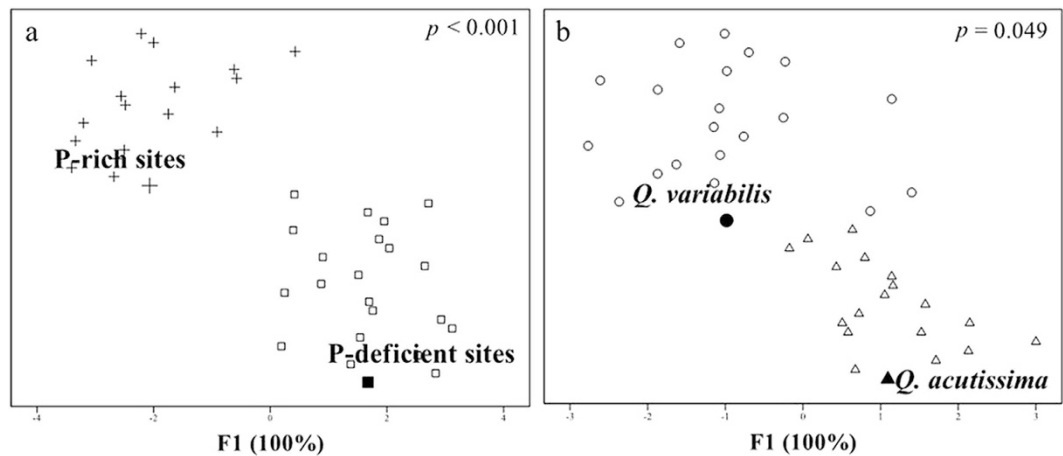 a
p < 0.001
P-rich sites
P-deficient sites
-4
-2
0
2
4
F1 (100%)
b
p = 0.049
Q. variabilis
Q. acutissima
-3
-2
-1
0
1
2
3
F1 (100%)